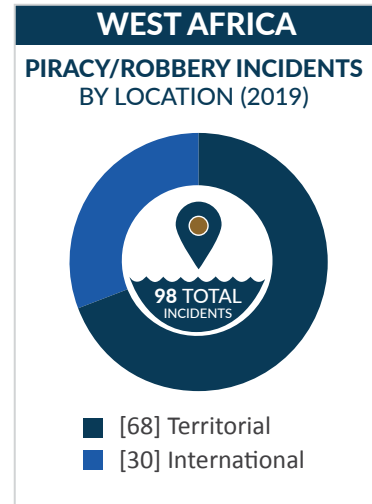 WEST AFRICA
PIRACY/ROBBERY INCIDENTS
BY LOCATION (2019)
98 TOTAL
INCIDENTS
[68] Territorial
[30] International